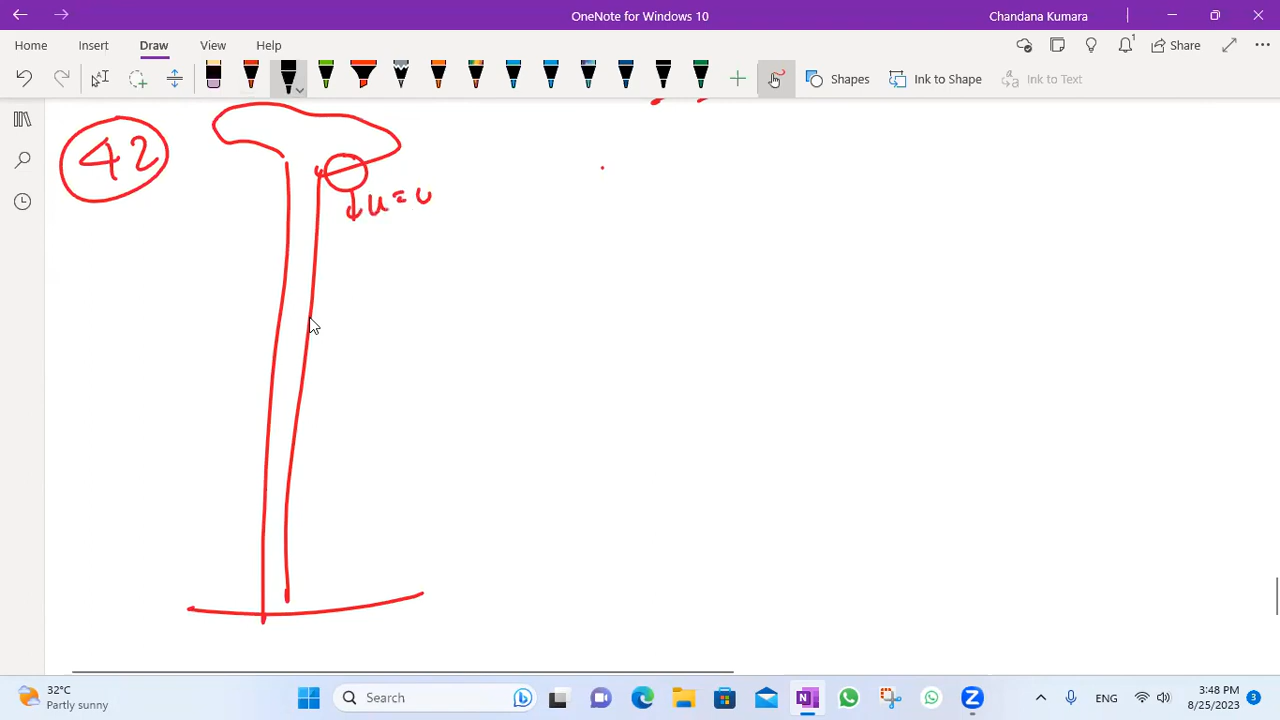 OneNote for Windows 10
Chandana Kumara
Home Insert Draw View Help
Share
Shapes
Ink to Shape
Ink to Text
42
u = 0
32°C
Partly sunny
Search
ENG
3:48 PM
8/25/2023
3